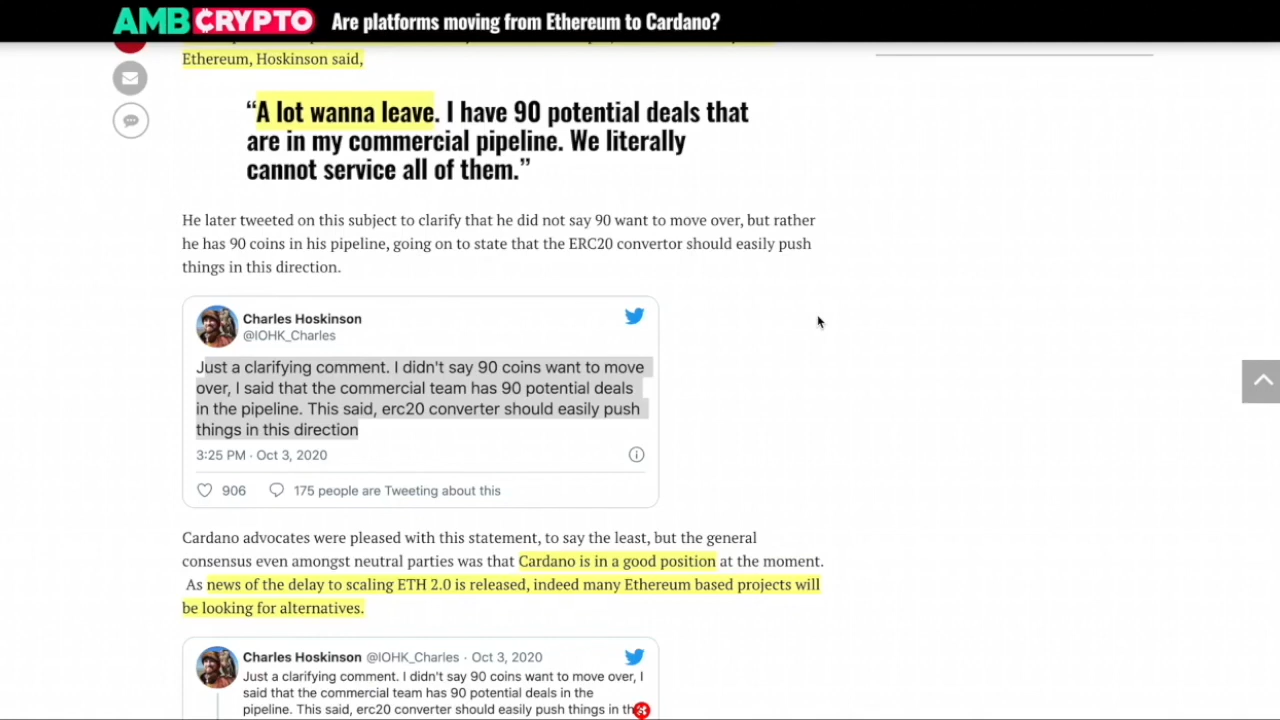 AMBCRYPTO Are platforms moving from Ethereum to Cardano?
Ethereum, Hoskinson said,
“A lot wanna leave. I have 90 potential deals that
are in my commercial pipeline. We literally
cannot service all of them.”
He later tweeted on this subject to clarify that he did not say 90 want to move over, but rather
he has 90 coins in his pipeline, going on to state that the ERC20 convertor should easily push
things in this direction.
Charles Hoskinson
@IOHK_Charles
Just a clarifying comment. I didn't say 90 coins want to move
over, I said that the commercial team has 90 potential deals
in the pipeline. This said, erc20 converter should easily push
things in this direction
3:25 PM · Oct 3, 2020
906 175 people are Tweeting about this
Cardano advocates were pleased with this statement, to say the least, but the general
consensus even amongst neutral parties was that Cardano is in a good position at the moment.
As news of the delay to scaling ETH 2.0 is released, indeed many Ethereum based projects will
be looking for alternatives.
Charles Hoskinson @IOHK_Charles · Oct 3, 2020
Just a clarifying comment. I didn't say 90 coins want to move over, I
said that the commercial team has 90 potential deals in the
pipeline. This said, erc20 converter should easily push things in